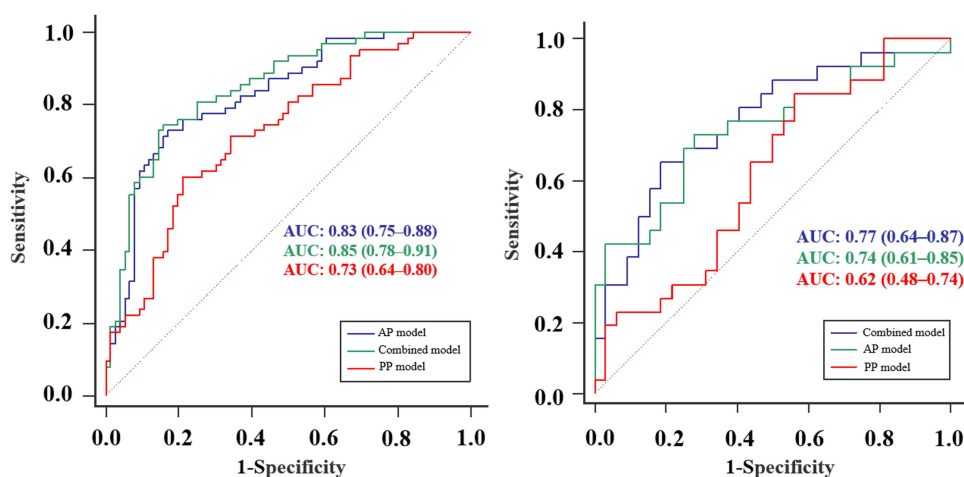 1.0
0.8
0.6
0.4
0.2
0.0
Sensitivity
AUC: 0.83 (0.75–0.88)
AUC: 0.85 (0.78–0.91)
AUC: 0.73 (0.64–0.80)
AP model
Combined model
PP model
0.0 0.2 0.4 0.6 0.8 1.0
1-Specificity
1.0
0.8
0.6
0.4
0.2
0.0
Sensitivity
AUC: 0.77 (0.64–0.87)
AUC: 0.74 (0.61–0.85)
AUC: 0.62 (0.48–0.74)
Combined model
AP model
PP model
0.0 0.2 0.4 0.6 0.8 1.0
1-Specificity